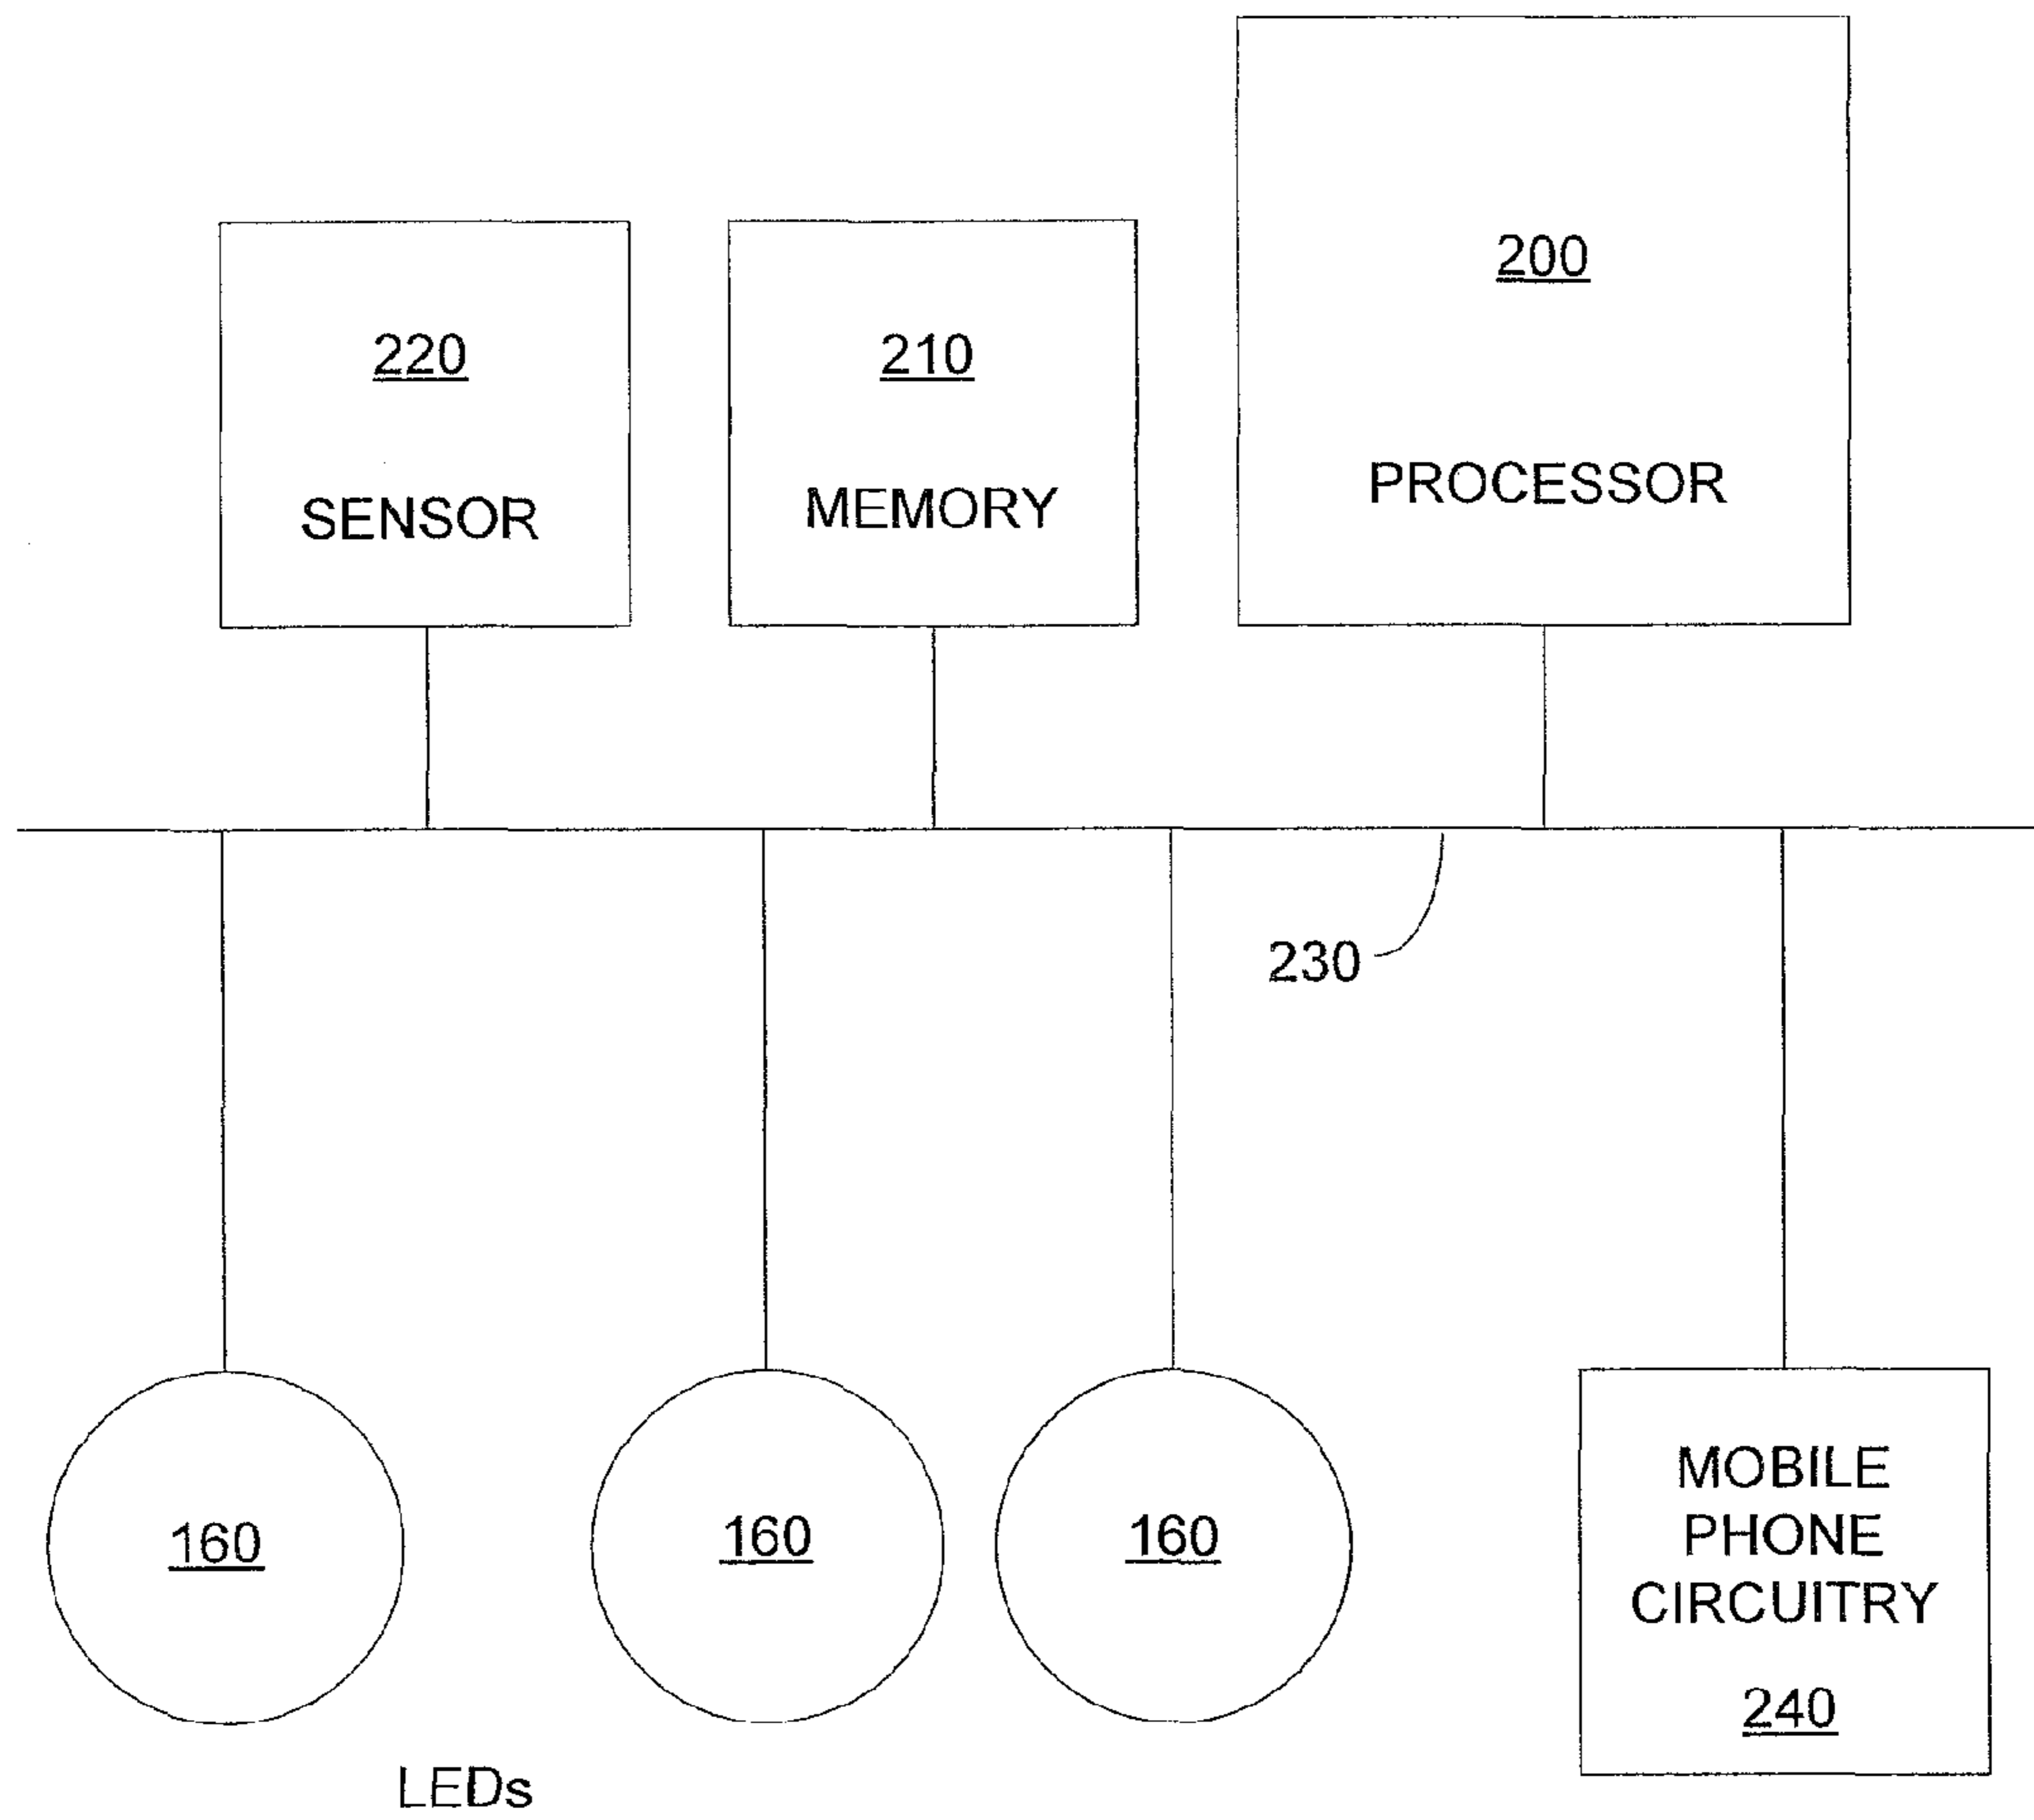 200
PROCESSOR
220
SENSOR
210
MEMORY
230
160
160
160
LEDs
MOBILE
PHONE
CIRCUITRY
240